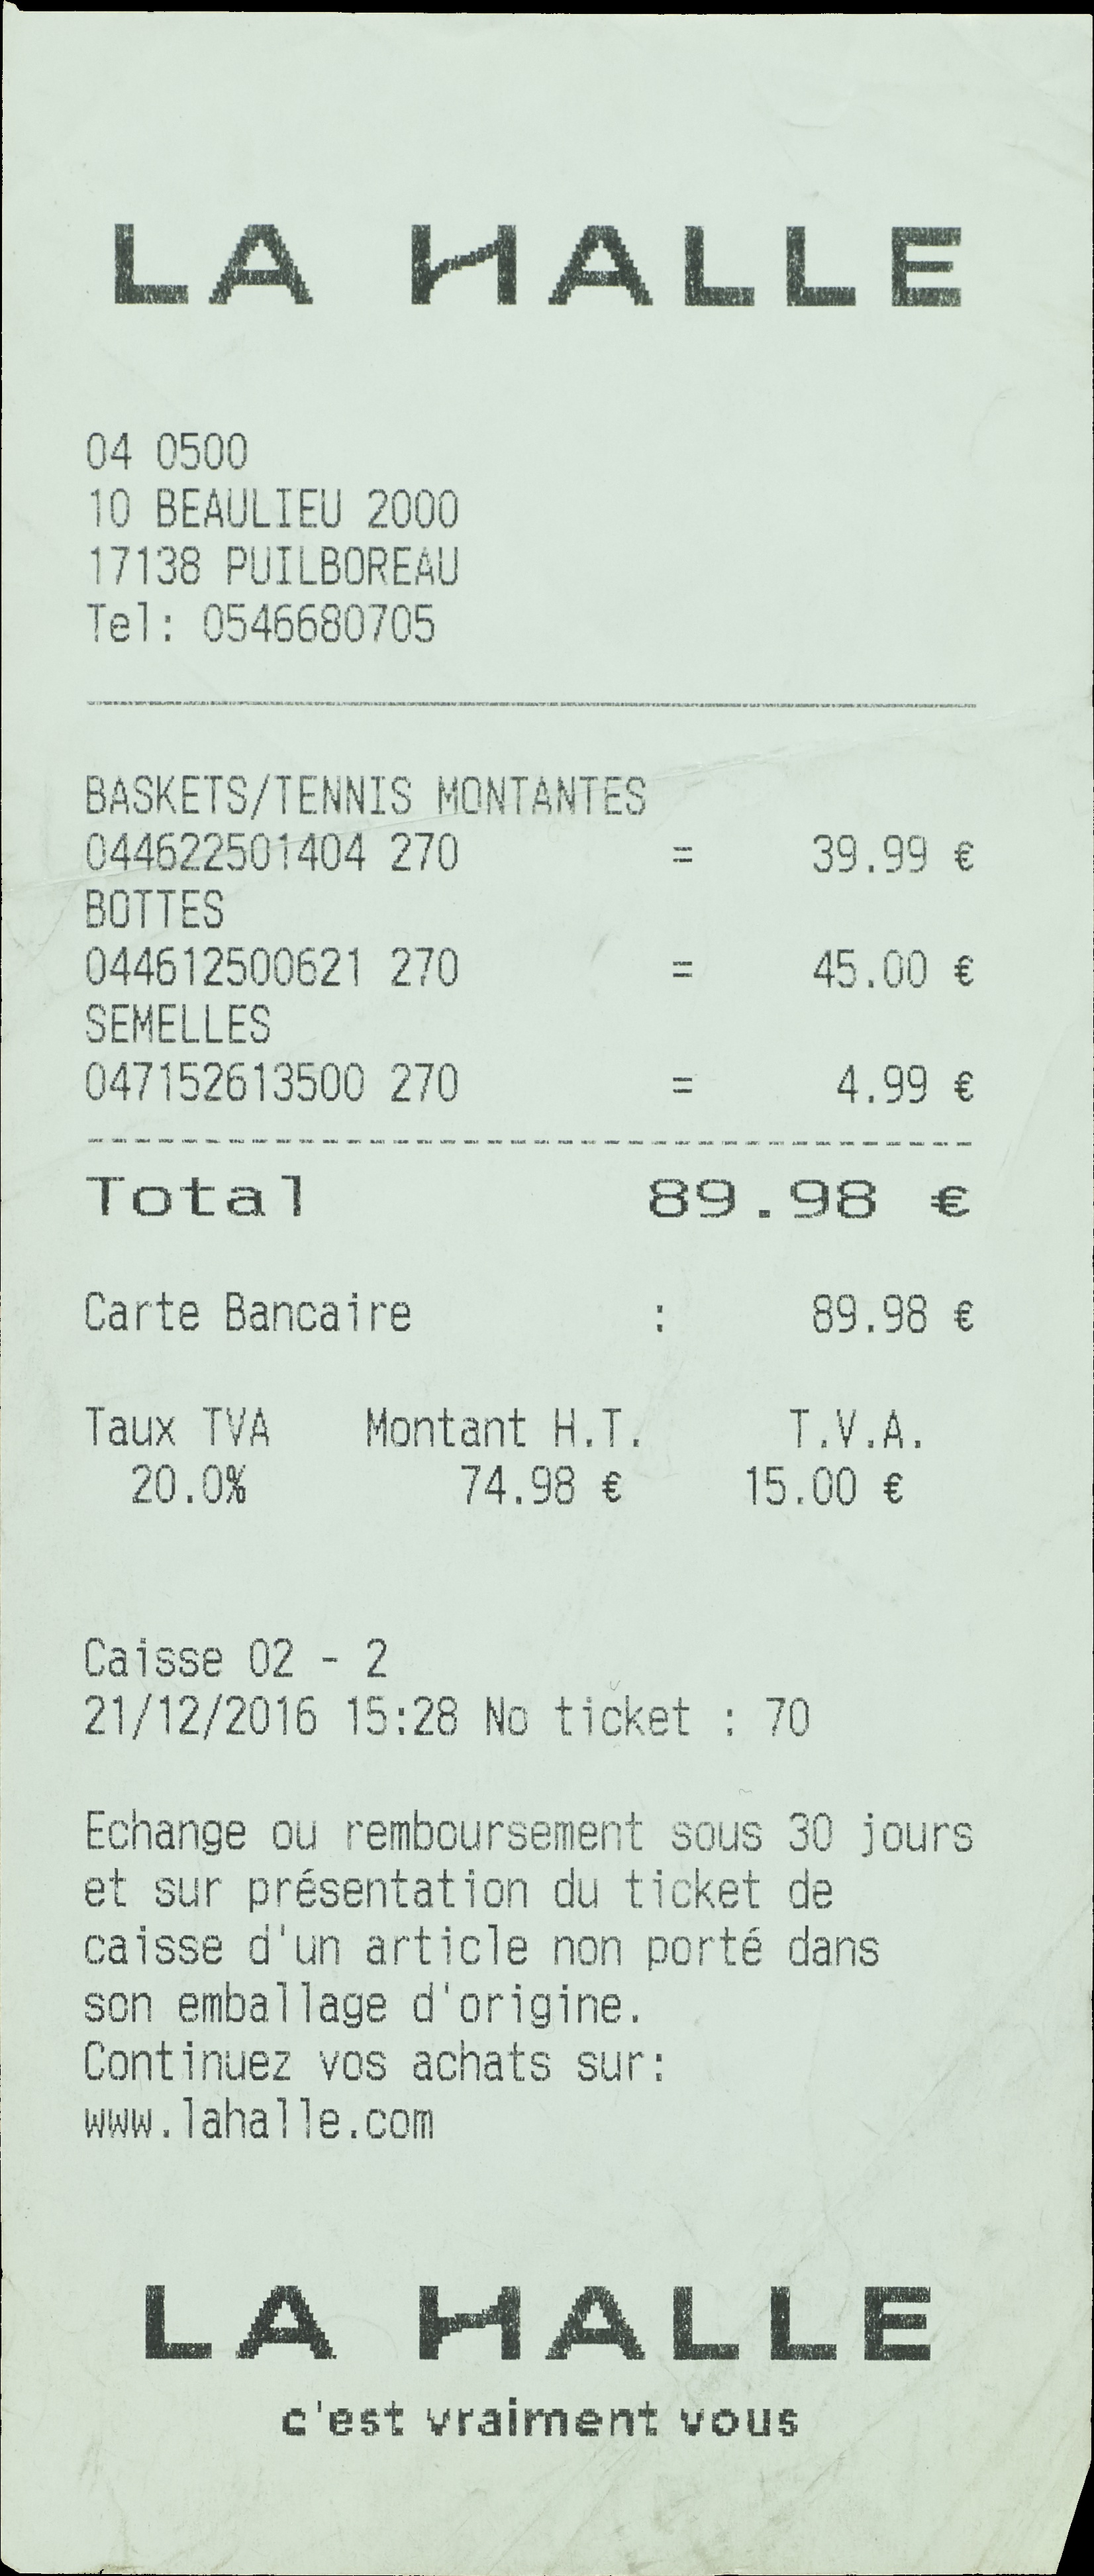 LA HALLE
04 0500
10 BEAULIEU 2000
17138 PUILBOREAU
Tel: 0546680705
BASKETS/TENNIS MONTANTES
044622501404 270 = 39.99 €
BOTTES
044612500621 270 = 45.00 €
SEMELLES
047152613500 270 = 4.99 €
Total 89.98 €
Carte Bancaire : 89.98 €
Taux TVA Montant H.T. T.V.A.
20.0% 74.98 € 15.00 €
Caisse 02 - 2
21/12/2016 15:28 No ticket : 70
Echange ou remboursement sous 30 jours
et sur présentation du ticket de
caisse d'un article non porté dans
son emballage d'origine.
Continuez vos achats sur:
www.lahalle.com
LA HALLE
c'est vraiment vous